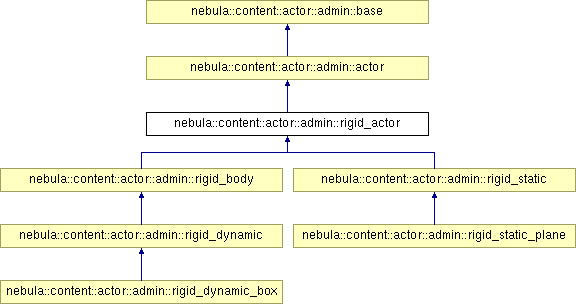 nebula::content::actor::admin::base
nebula::content::actor::admin::actor
nebula::content::actor::admin::rigid_actor
nebula::content::actor::admin::rigid_body
nebula::content::actor::admin::rigid_static
nebula::content::actor::admin::rigid_dynamic
nebula::content::actor::admin::rigid_static_plane
nebula::content::actor::admin::rigid_dynamic_box